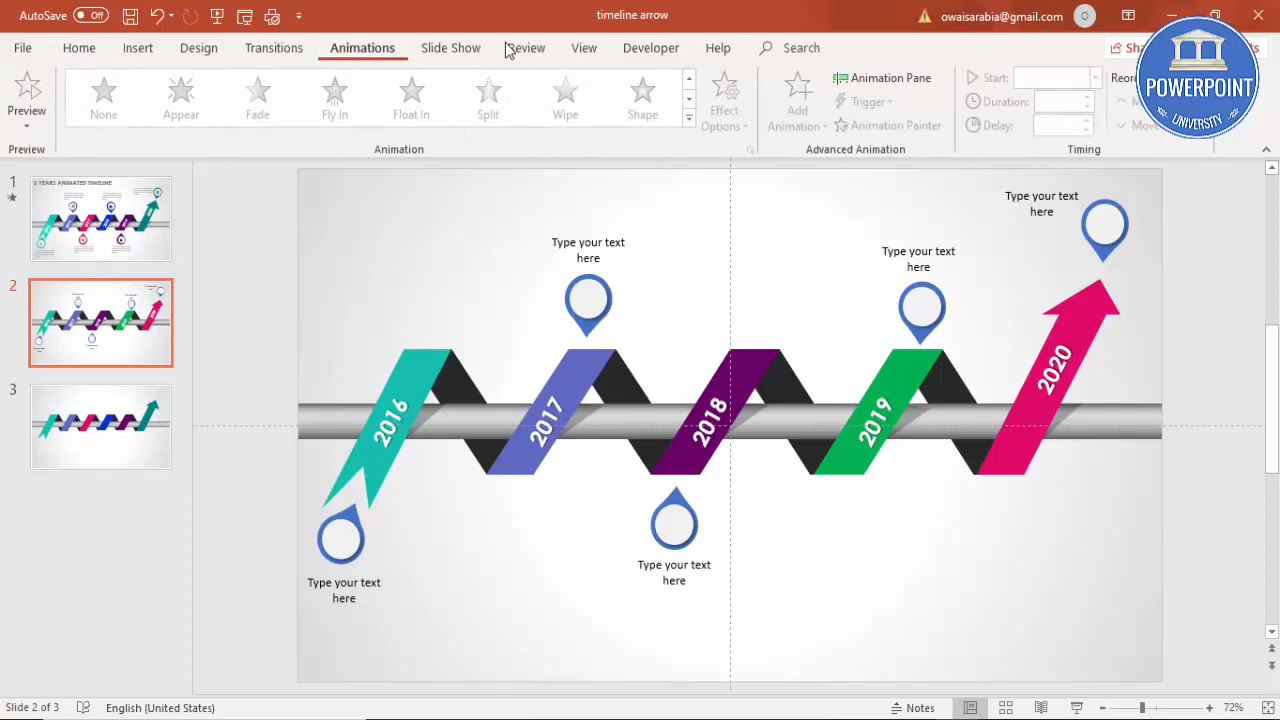 AutoSave Off
timeline arrow
owaisarabia@gmail.com
O
File Home Insert Design Transitions Animations Slide Show Review View Developer Help Search
Preview
Preview
None Appear Fade Fly In Float In Split Wipe Shape
Animation
Effect
Options
Add
Animation
Animation Pane
Trigger
Animation Painter
Advanced Animation
Start:
Duration:
Delay:
Timing
POWERPOINT
UNIVERSITY
1
2
3
Type your text
here
Type your text
here
Type your text
here
2016
2017
2018
2019
2020
Type your text
here
Type your text
here
Slide 2 of 3
English (United States)
Notes
72%